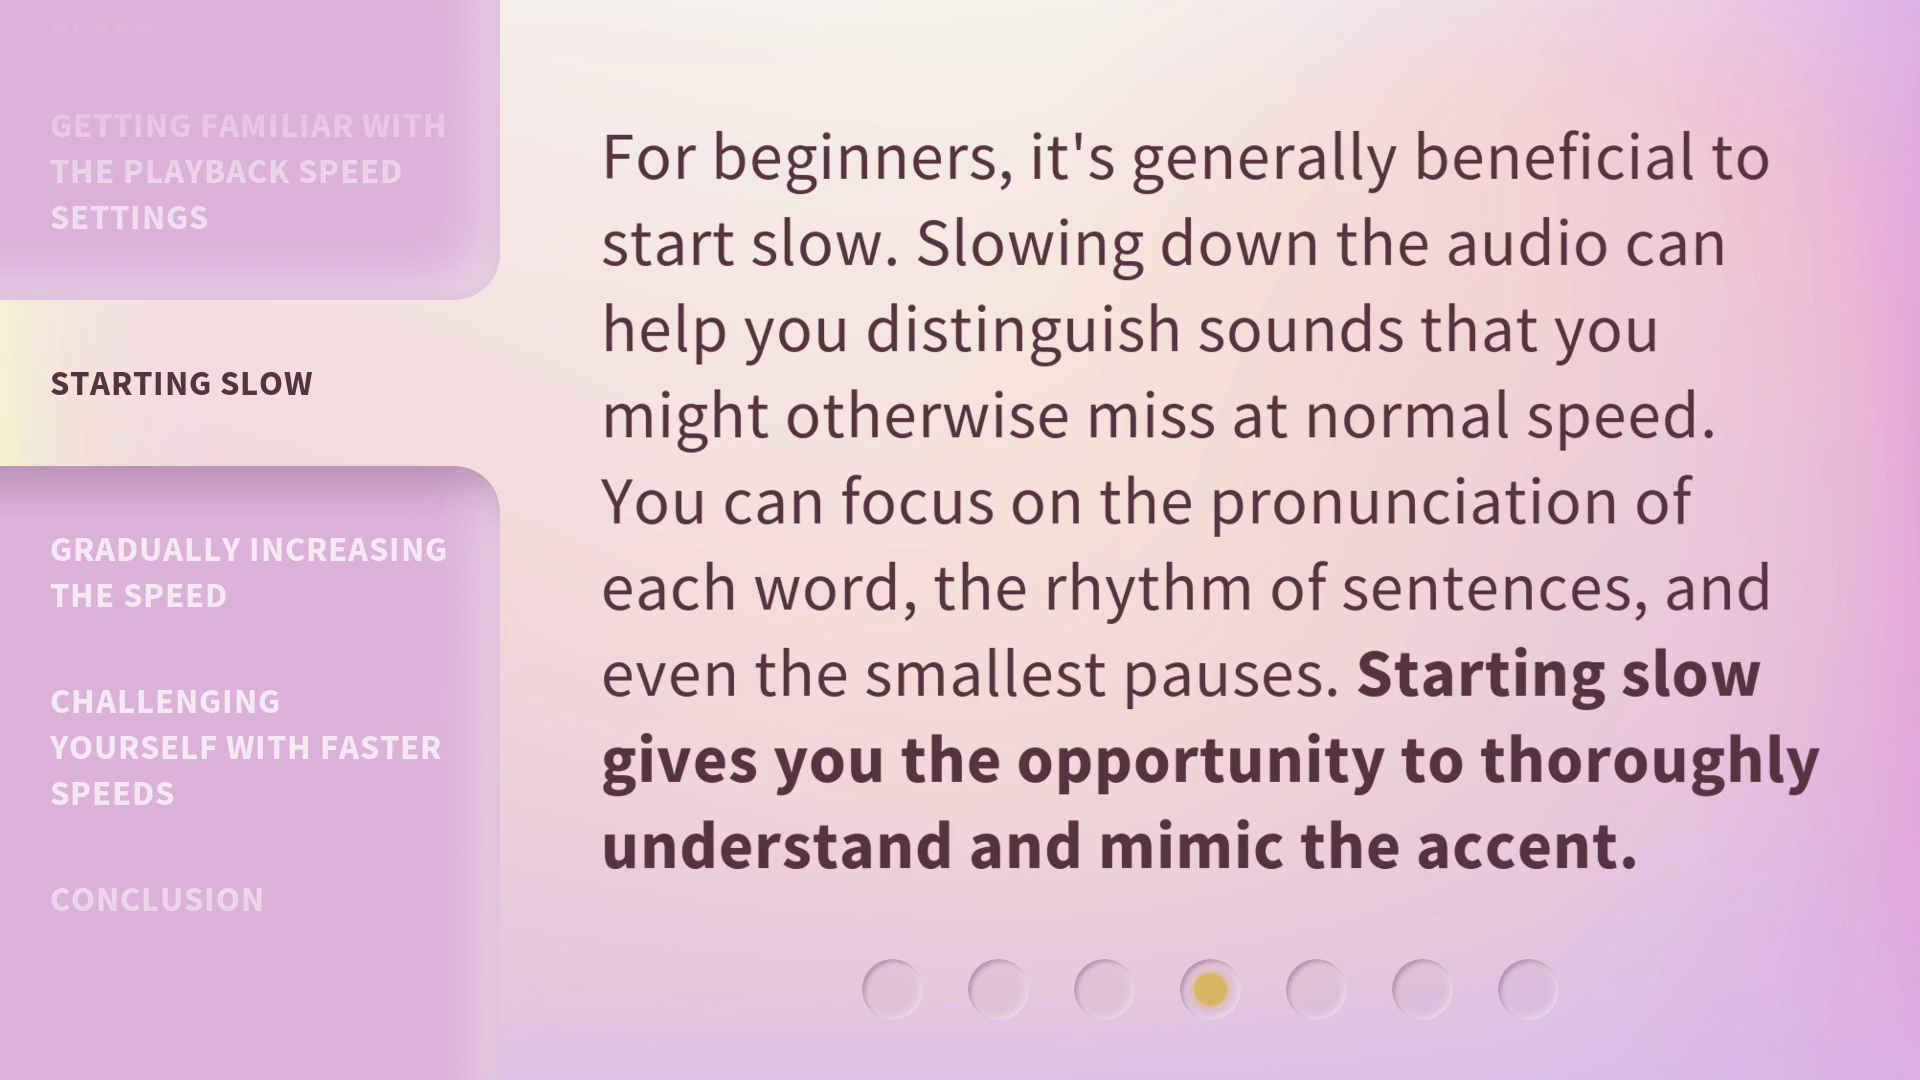 SPEED
GETTING FAMILIAR WITH
THE PLAYBACK SPEED
SETTINGS
STARTING SLOW
GRADUALLY INCREASING
THE SPEED
CHALLENGING
YOURSELF WITH FASTER
SPEEDS
CONCLUSION
For beginners, it's generally beneficial to
start slow. Slowing down the audio can
help you distinguish sounds that you
might otherwise miss at normal speed.
You can focus on the pronunciation of
each word, the rhythm of sentences, and
even the smallest pauses. Starting slow
gives you the opportunity to thoroughly
understand and mimic the accent.